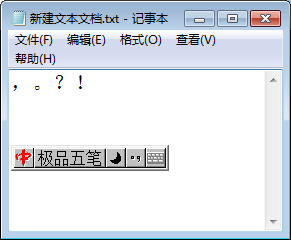 新建文本文档.txt - 记事本
文件(F) 编辑(E) 格式(O) 查看(V)
帮助(H)
，。？！
中 极品五笔